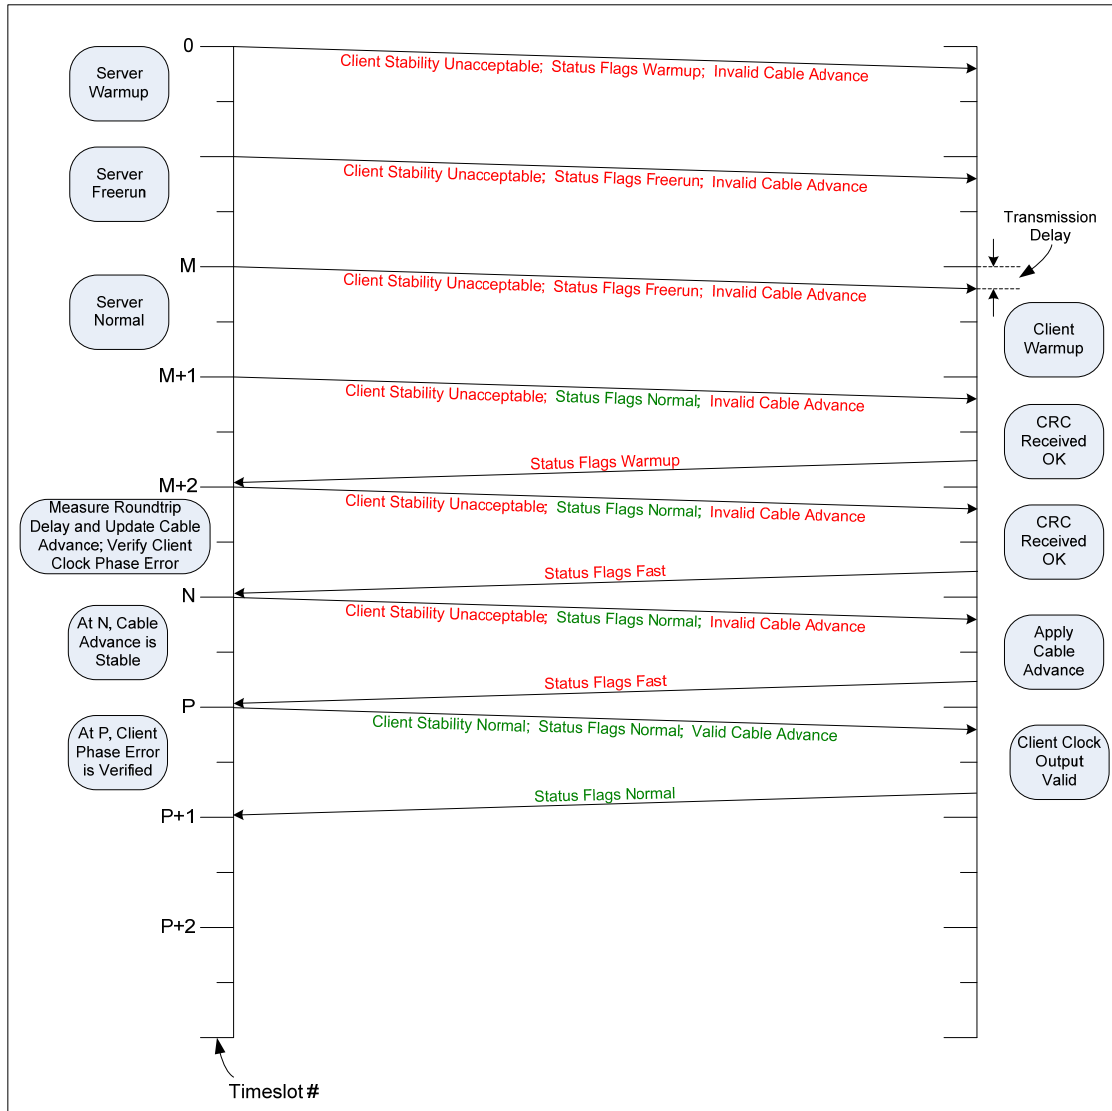 0
Server
Warmup
Client Stability Unacceptable; Status Flags Warmup; Invalid Cable Advance
Server
Freerun
Client Stability Unacceptable; Status Flags Freerun; Invalid Cable Advance
Transmission
Delay
M
Client Stability Unacceptable; Status Flags Freerun; Invalid Cable Advance
Server
Normal
Client
Warmup
M+1
Client Stability Unacceptable; Status Flags Normal; Invalid Cable Advance
CRC
Received
OK
Status Flags Warmup
M+2
Client Stability Unacceptable; Status Flags Normal; Invalid Cable Advance
Measure Roundtrip
Delay and Update Cable
Advance; Verify Client
Clock Phase Error
CRC
Received
OK
Status Flags Fast
N
Client Stability Unacceptable; Status Flags Normal; Invalid Cable Advance
At N, Cable
Advance is
Stable
Apply
Cable
Advance
Status Flags Fast
P
Client Stability Normal; Status Flags Normal; Valid Cable Advance
At P, Client
Phase Error
is Verified
Client Clock
Output
Valid
Status Flags Normal
P+1
P+2
Timeslot #